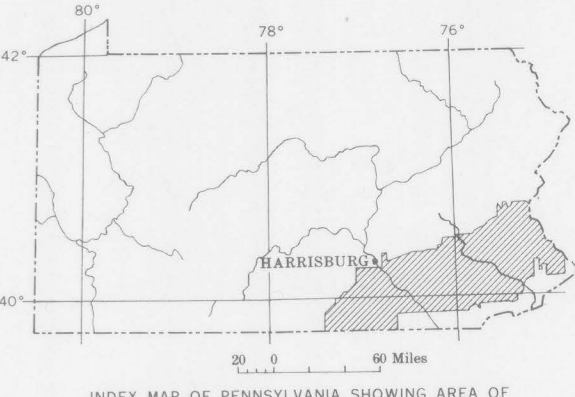 80°
78°
76°
42°
HARRISBURG
40°
20 0 60 Miles
INDEX MAP OF PENNSYLVANIA SHOWING AREA OF